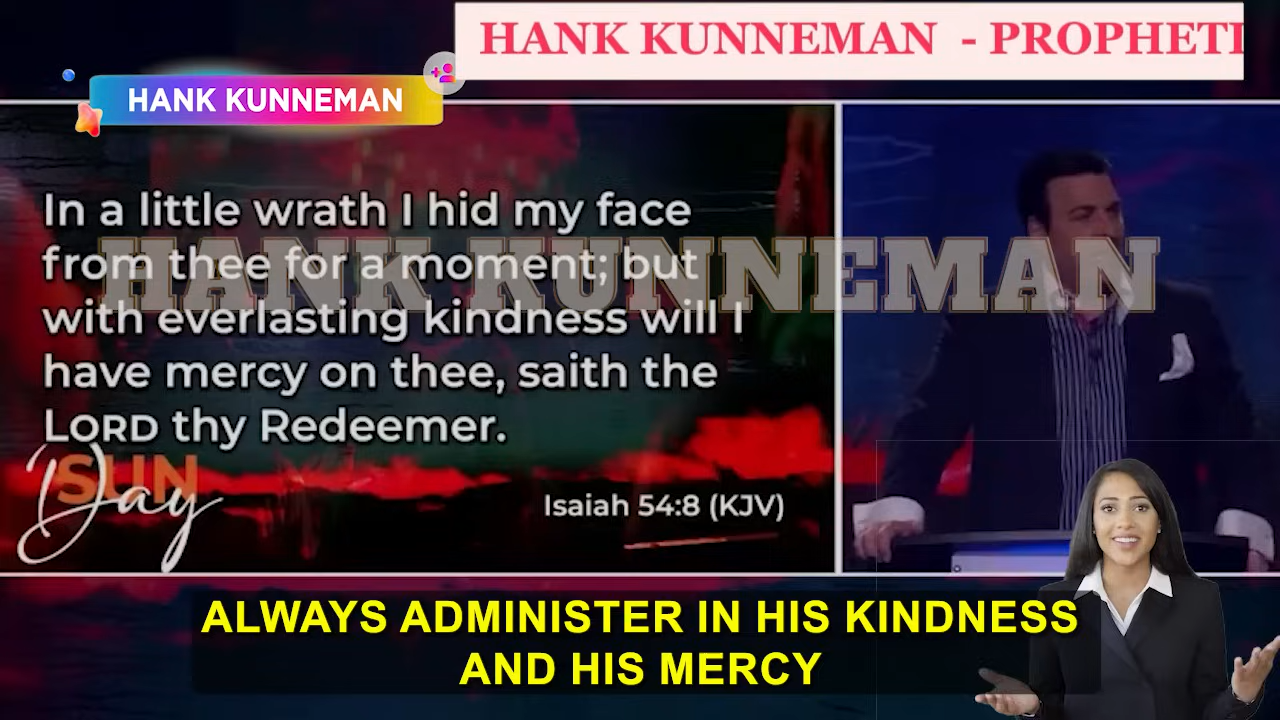 HANK KUNNEMAN - PROPHETI
HANK KUNNEMAN
In a little wrath I hid my face
from thee for a moment; but
with everlasting kindness will I
have mercy on thee, saith the
LORD thy Redeemer.
HANK KUNNEMAN
SUN
Day
Isaiah 54:8 (KJV)
ALWAYS ADMINISTER IN HIS KINDNESS
AND HIS MERCY